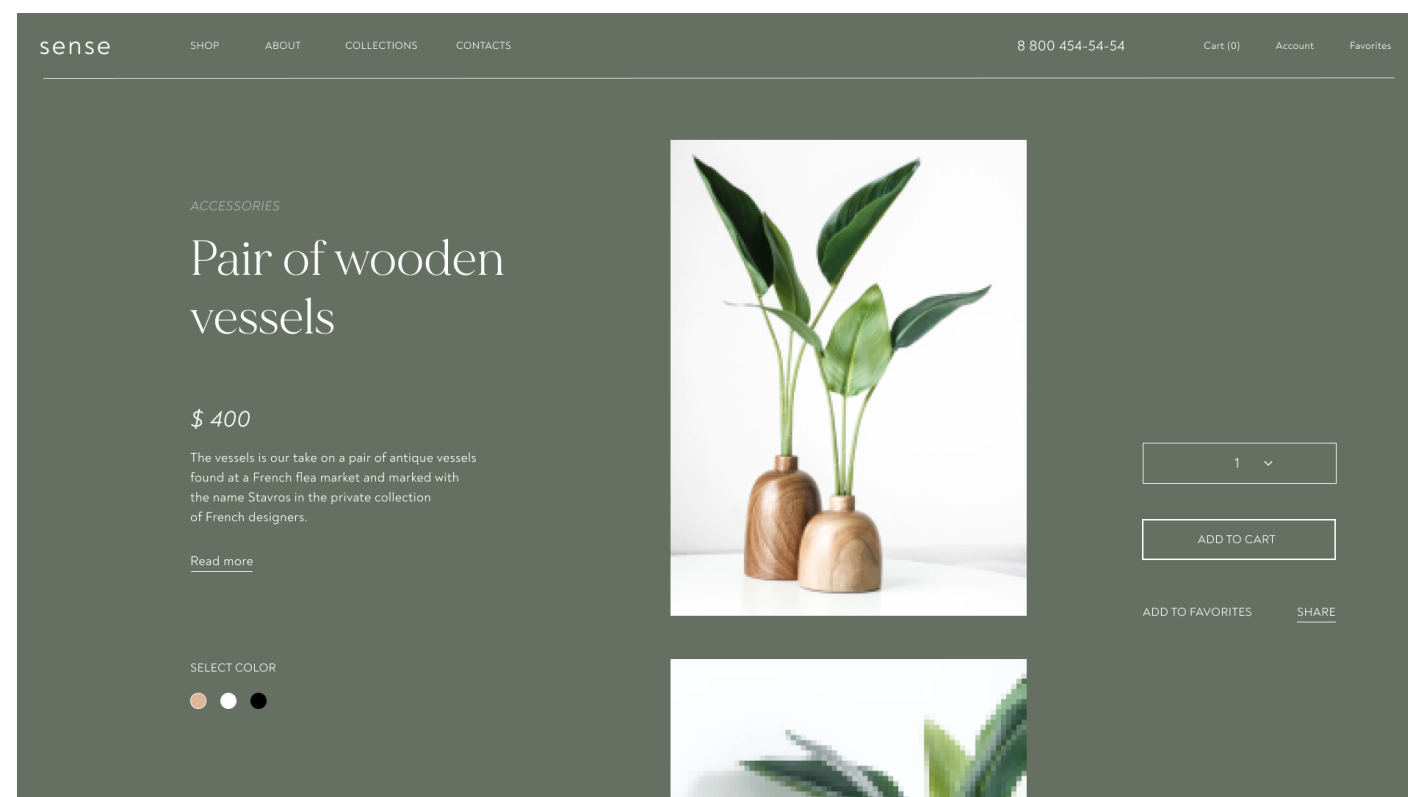 sense
SHOP
ABOUT
COLLECTIONS
CONTACTS
8 800 454-54-54
Cart (0)
Account
Favorites
ACCESSORIES
Pair of wooden
vessels
$ 400
The vessels is our take on a pair of antique vessels
found at a French flea market and marked with
the name Stavros in the private collection
of French designers.
Read more
SELECT COLOR
1
ADD TO CART
ADD TO FAVORITES
SHARE